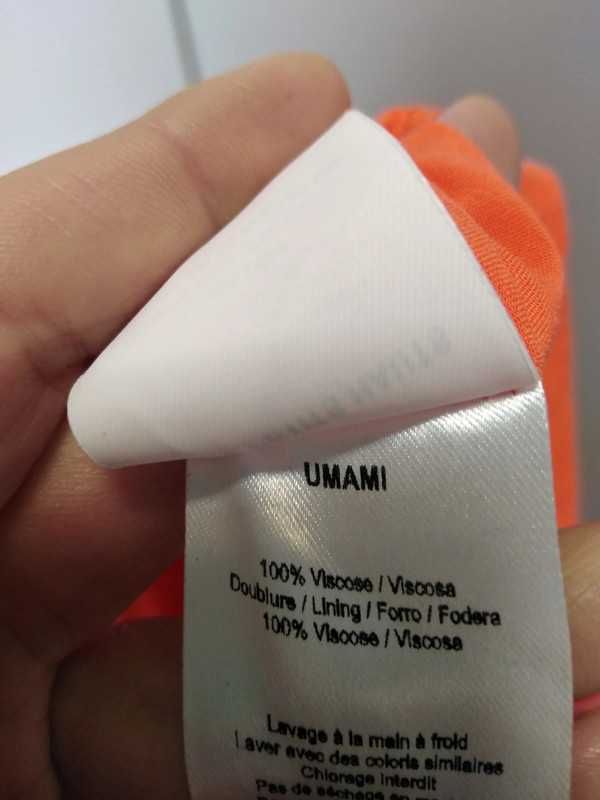 UMAMI
100% Viscose / Viscosa
Doublure / Lining / Forro / Fodera
100% Viscose / Viscosa
Lavage à la main à froid
Laver avec des coloris similaires
Chlorage interdit
Pas de séchage en